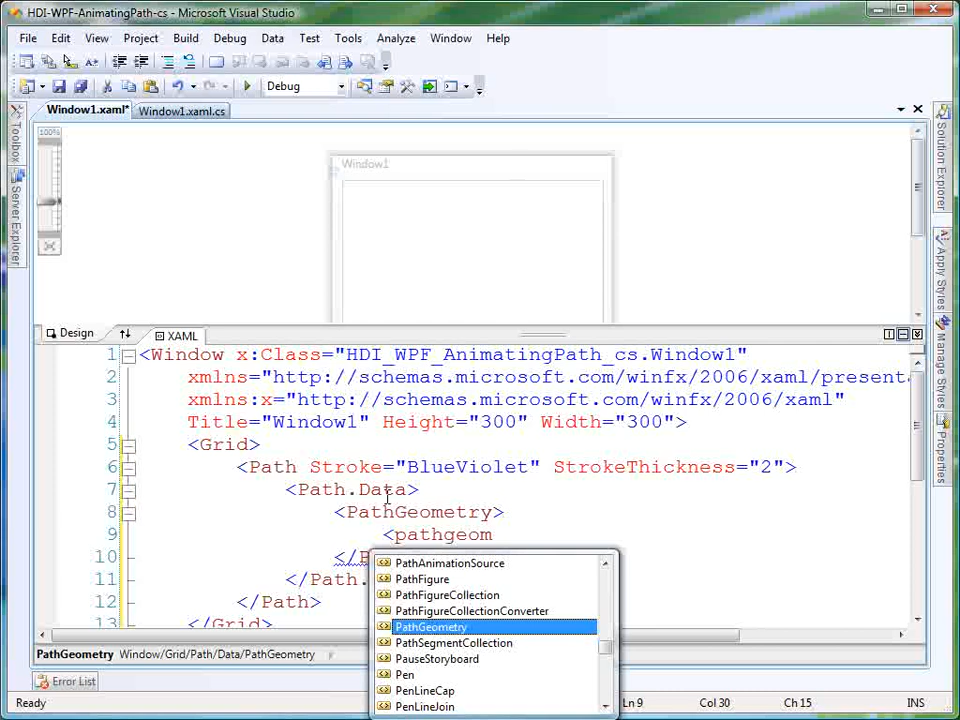 HDI-WPF-AnimatingPath-cs - Microsoft Visual Studio
File Edit View Project Build Debug Data Test Tools Analyze Window Help
Debug
Window1.xaml* Window1.xaml.cs
Toolbox
Server Explorer
100%
Window1
Solution Explorer
Apply Styles
Manage Styles
Properties
Design XAML
1 <Window x:Class="HDI_WPF_AnimatingPath_cs.Window1"
2 xmlns="http://schemas.microsoft.com/winfx/2006/xaml/presenta
3 xmlns:x="http://schemas.microsoft.com/winfx/2006/xaml"
4 Title="Window1" Height="300" Width="300">
5 <Grid>
6 <Path Stroke="BlueViolet" StrokeThickness="2">
7 <Path.Data>
8 <PathGeometry>
9 <pathgeom
10 </P
11 </Path.
12 </Path>
13 </Grid>
PathAnimationSource
PathFigure
PathFigureCollection
PathFigureCollectionConverter
PathGeometry
PathSegmentCollection
PauseStoryboard
Pen
PenLineCap
PenLineJoin
PathGeometry Window/Grid/Path/Data/PathGeometry
Error List
Ready Ln 9 Col 30 Ch 15 INS